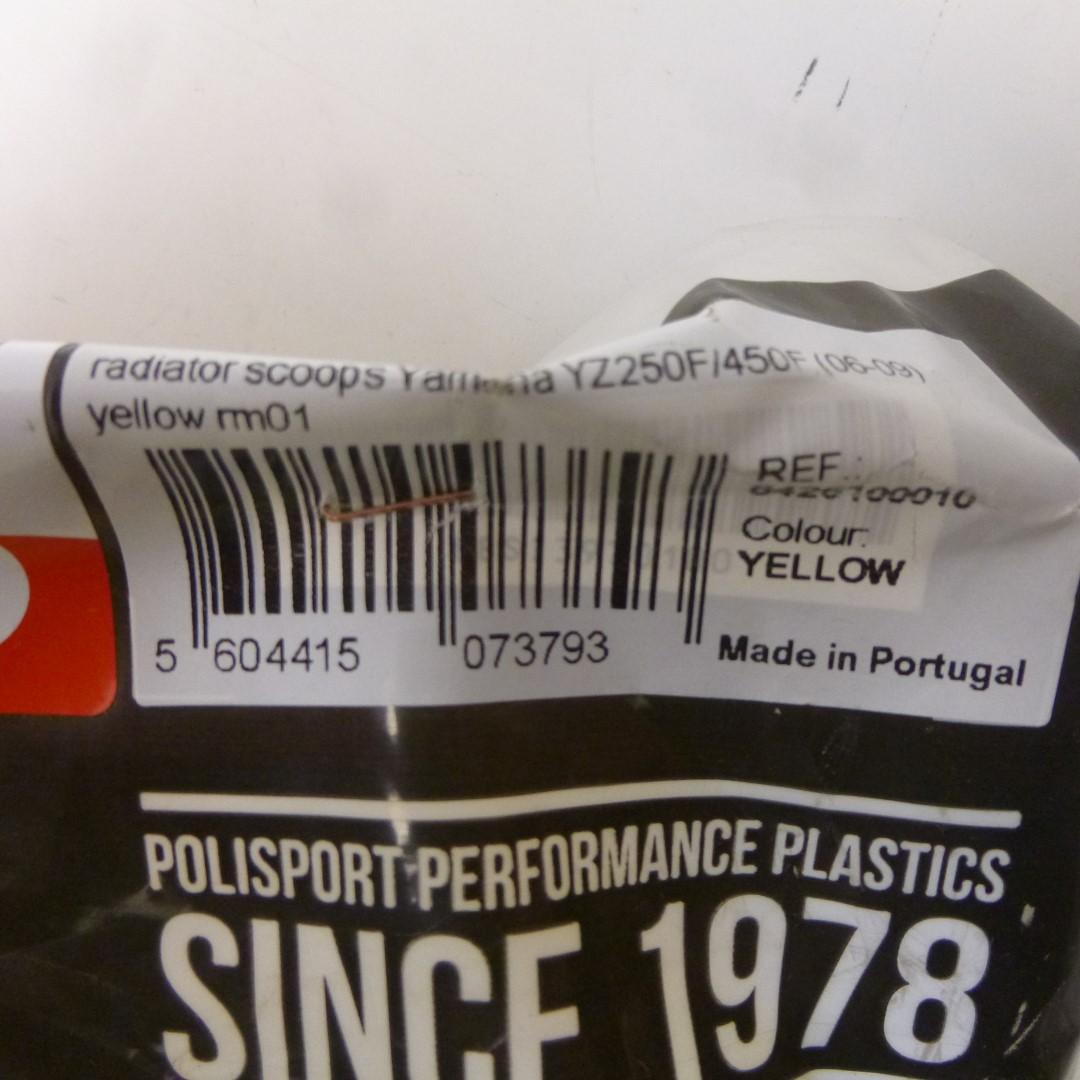 radiator scoops Yamaha YZ250F/450F (06-09)
yellow rm01
REF.:
8426100010
Colour:
YELLOW
5 604415 073793
Made in Portugal
POLISPORT PERFORMANCE PLASTICS
SINCE 1978